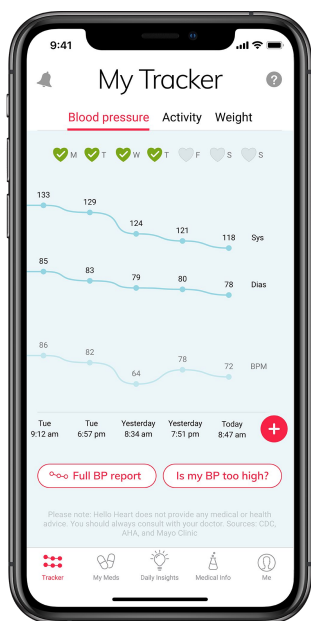 9:41
My Tracker
?
Blood pressure Activity Weight
M T W T F S S
133 129 124 121 118 Sys
85 83 79 80 78 Dias
86 82 64 78 72 BPM
Tue Tue Yesterday Yesterday Today
9:12 am 6:57 pm 8:34 am 7:51 pm 8:47 am
+
Full BP report Is my BP too high?
Please note: Hello Heart does not provide any medical or health
advice. You should always consult with your doctor. Sources: CDC,
AHA, and Mayo Clinic
Tracker My Meds Daily Insights Medical info Me